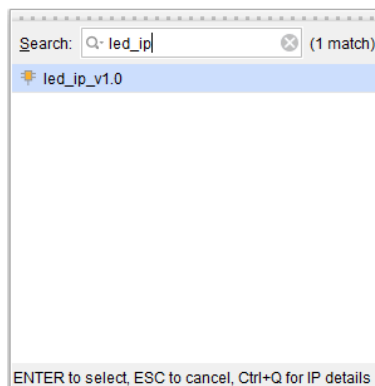 Search: led_ip (1 match)
led_ip_v1.0
ENTER to select, ESC to cancel, Ctrl+Q for IP details